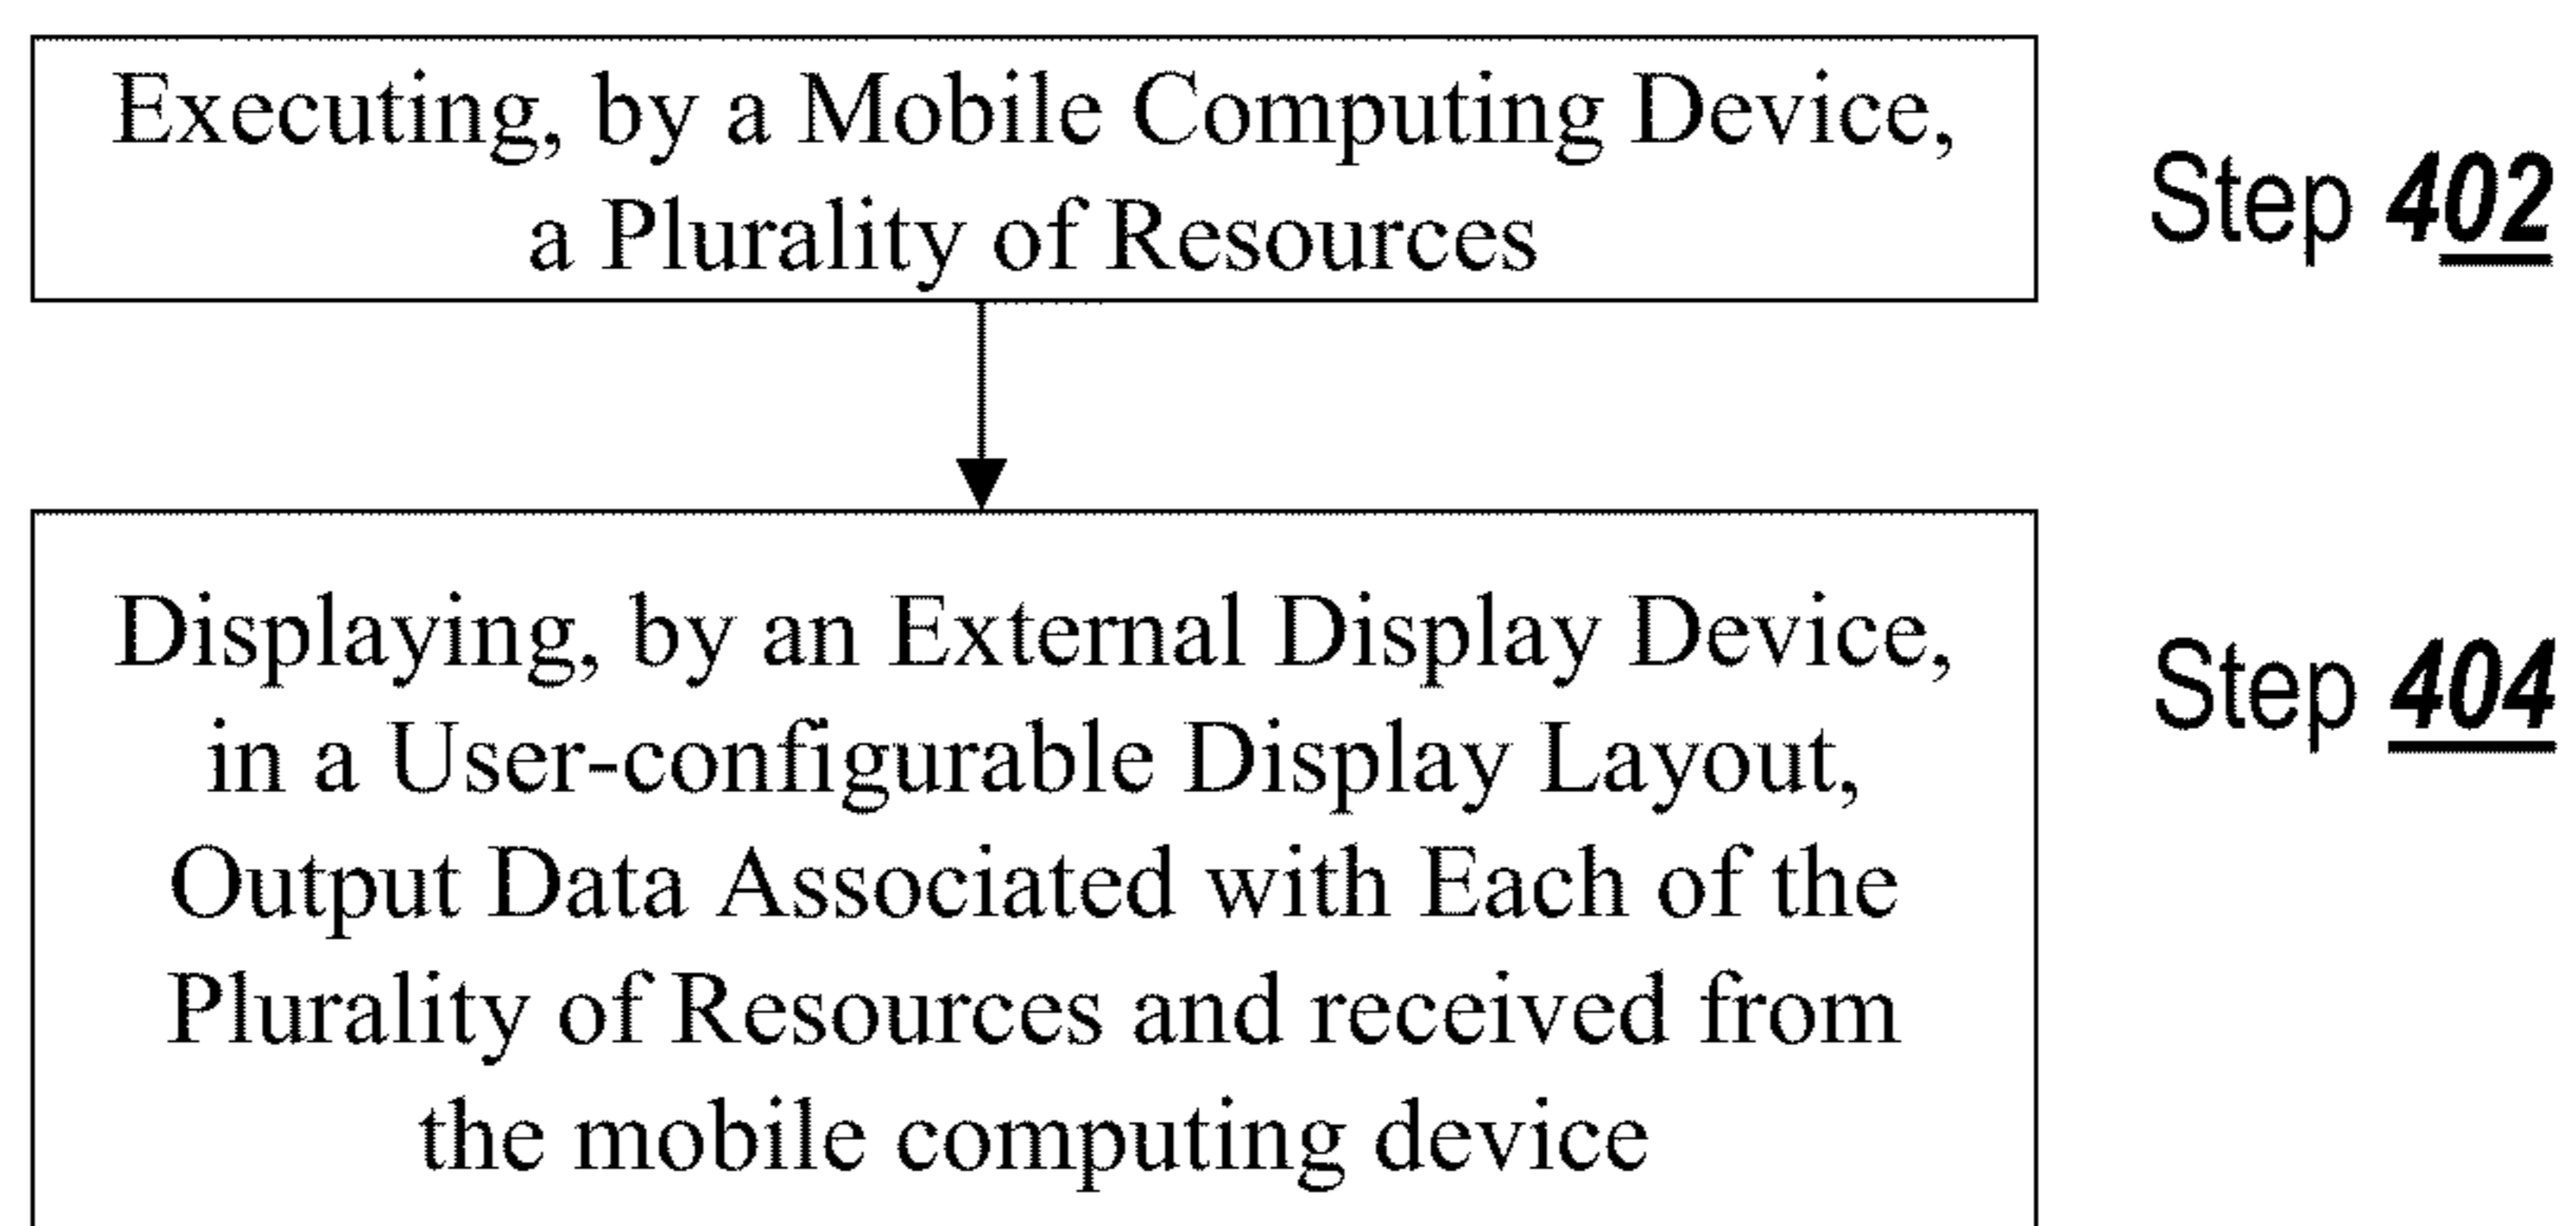 Executing, by a Mobile Computing Device,
a Plurality of Resources
Step 402
Displaying, by an External Display Device,
in a User-configurable Display Layout,
Output Data Associated with Each of the
Plurality of Resources and received from
the mobile computing device
Step 404